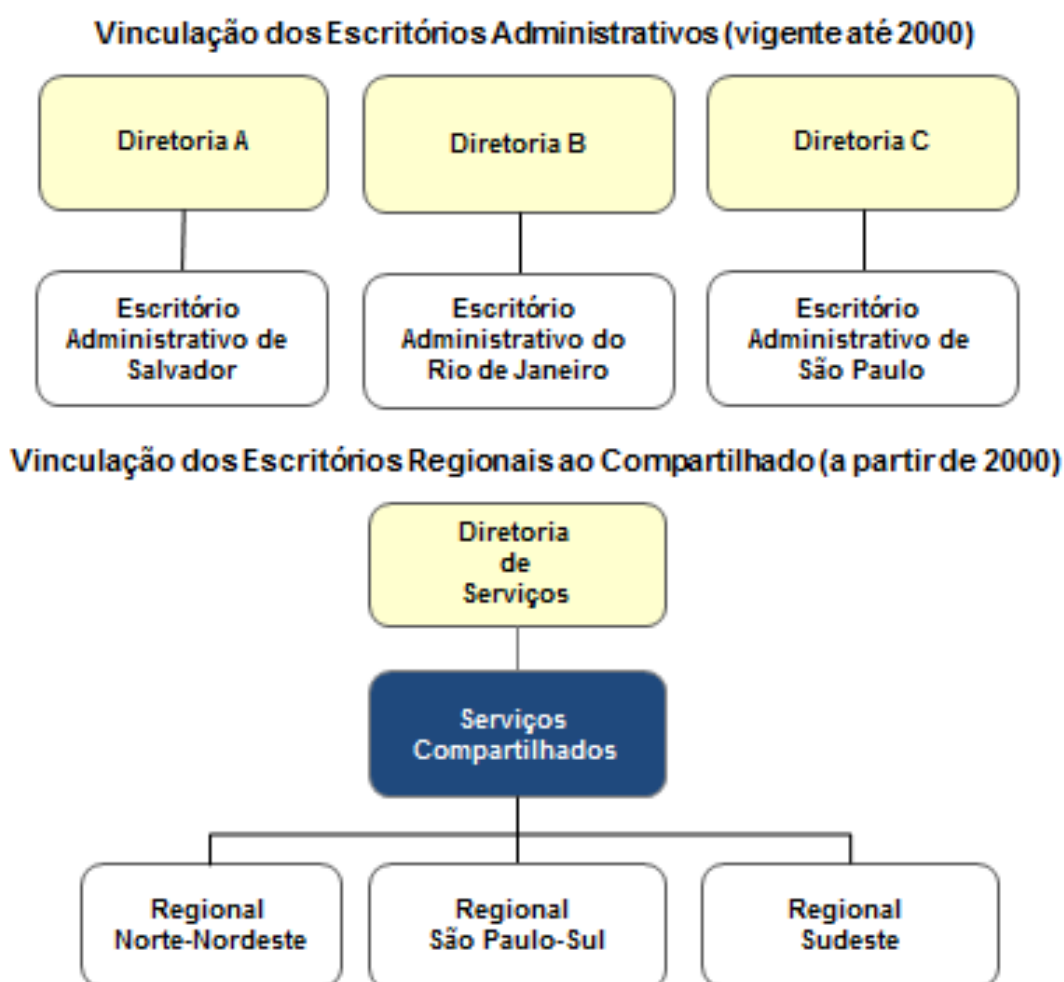 Vinculação dos Escritórios Administrativos (vigente até 2000)
Diretoria A
Diretoria B
Diretoria C
Escritório
Administrativo de
Salvador
Escritório
Administrativo do
Rio de Janeiro
Escritório
Administrativo de
São Paulo
Vinculação dos Escritórios Regionais ao Compartilhado (a partir de 2000)
Diretoria
de
Serviços
Serviços
Compartilhados
Regional
Norte-Nordeste
Regional
São Paulo-Sul
Regional
Sudeste